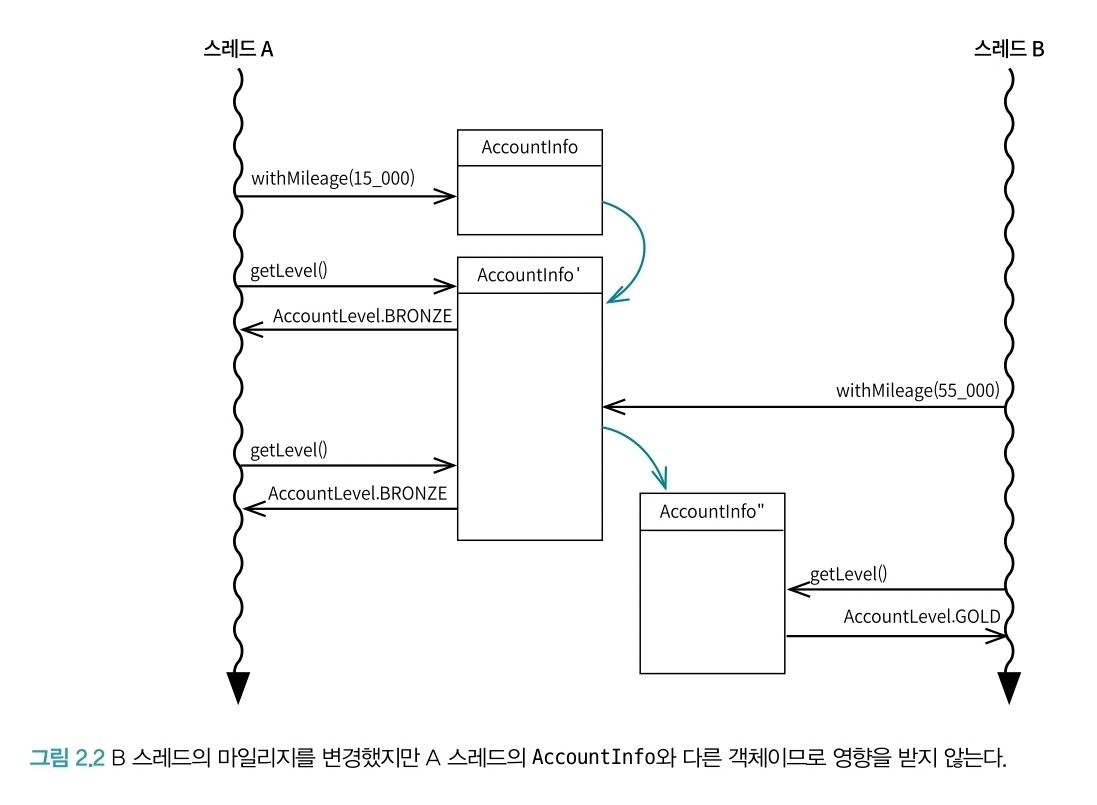 스레드 A
스레드 B
AccountInfo
withMileage(15_000)
getLevel()
AccountInfo'
AccountLevel.BRONZE
withMileage(55_000)
getLevel()
AccountLevel.BRONZE
AccountInfo"
getLevel()
AccountLevel.GOLD
그림 2.2 B 스레드의 마일리지를 변경했지만 A 스레드의 AccountInfo와 다른 객체이므로 영향을 받지 않는다.